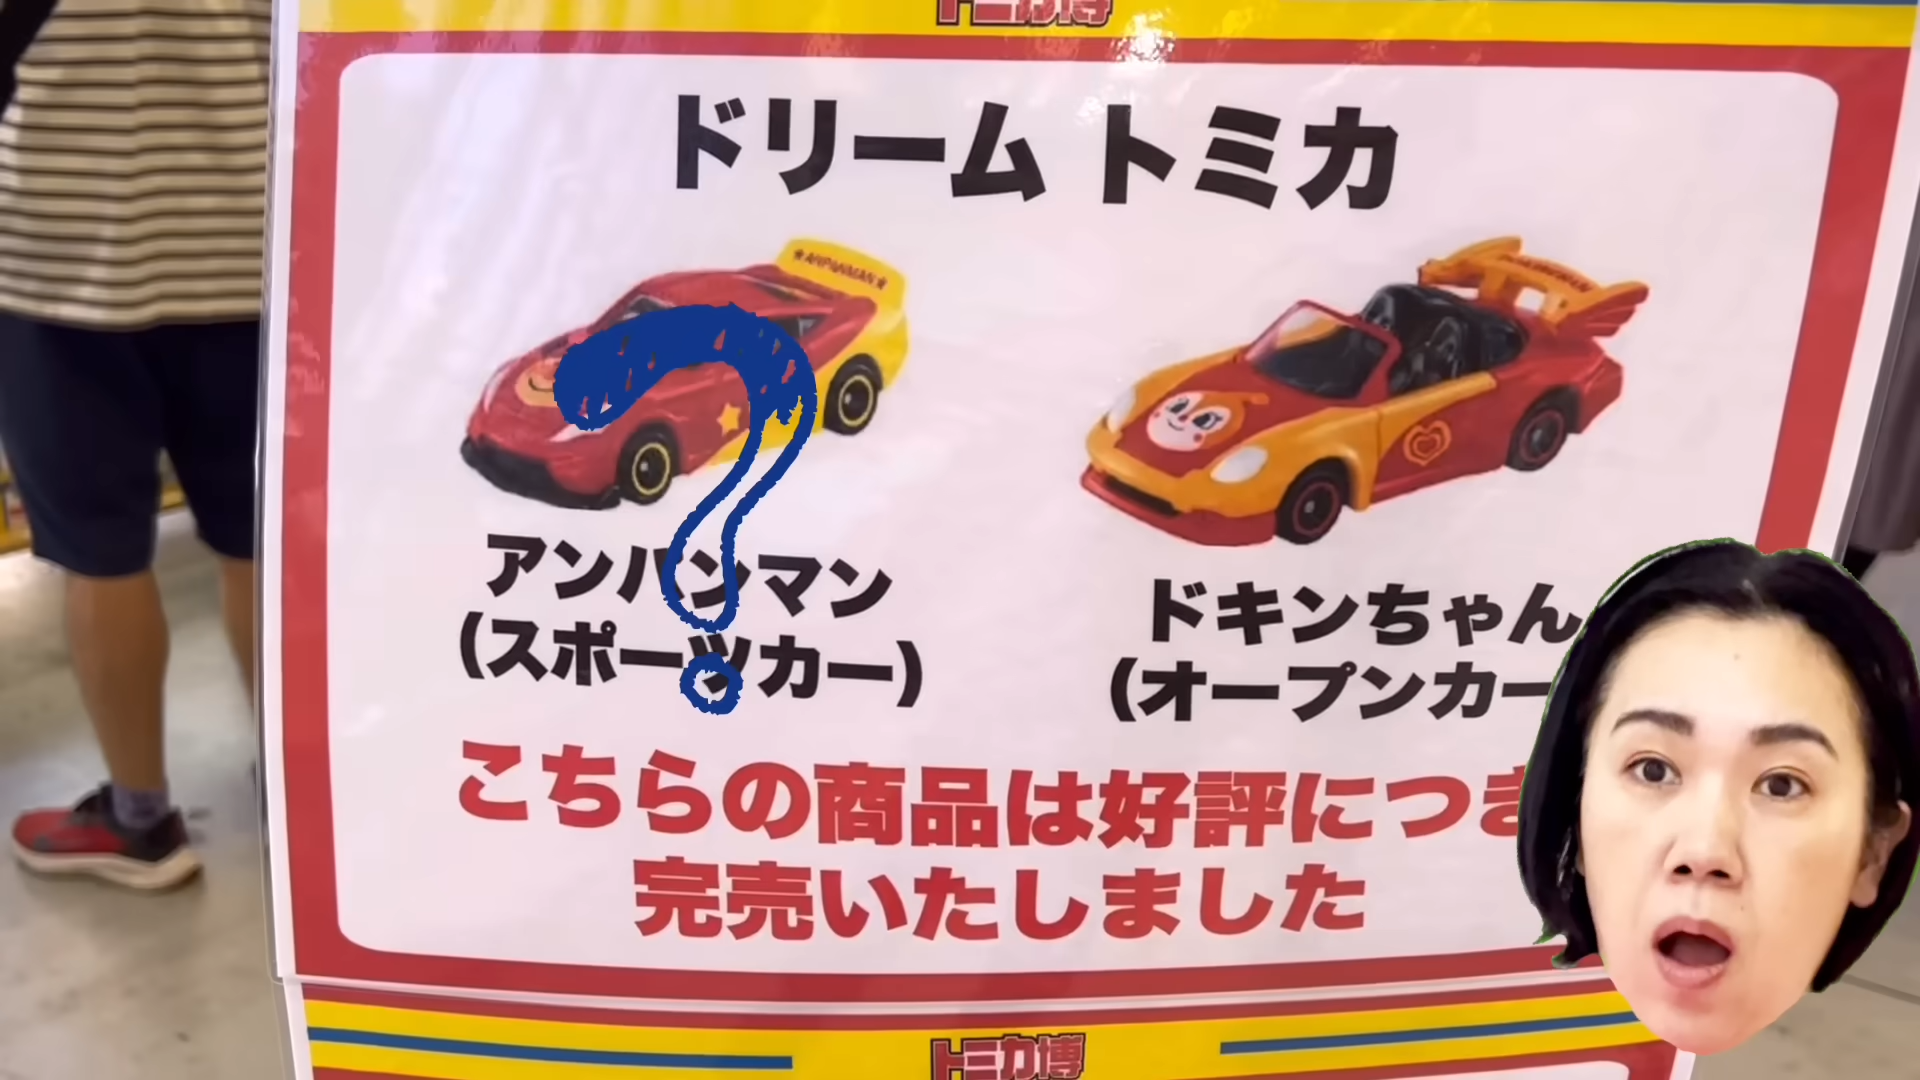 トミカ博
ドリーム トミカ
★ANPANMAN★
アンパンマン
(スポーツカー)
ドキンちゃん
(オープンカー
こちらの商品は好評につき
完売いたしました
トミカ博